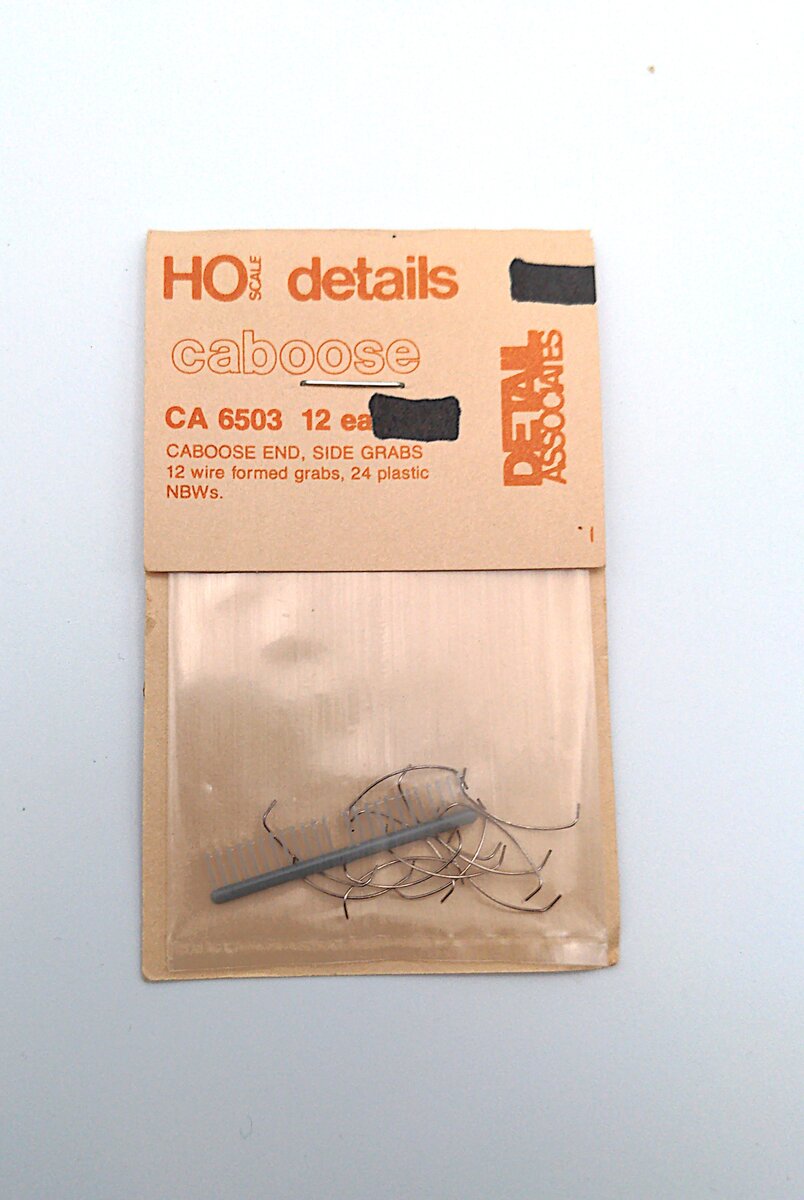 HO SCALE details
caboose
CA 6503 12 ea
CABOOSE END, SIDE GRABS
12 wire formed grabs, 24 plastic
NBWs.
DETAIL
ASSOCIATES